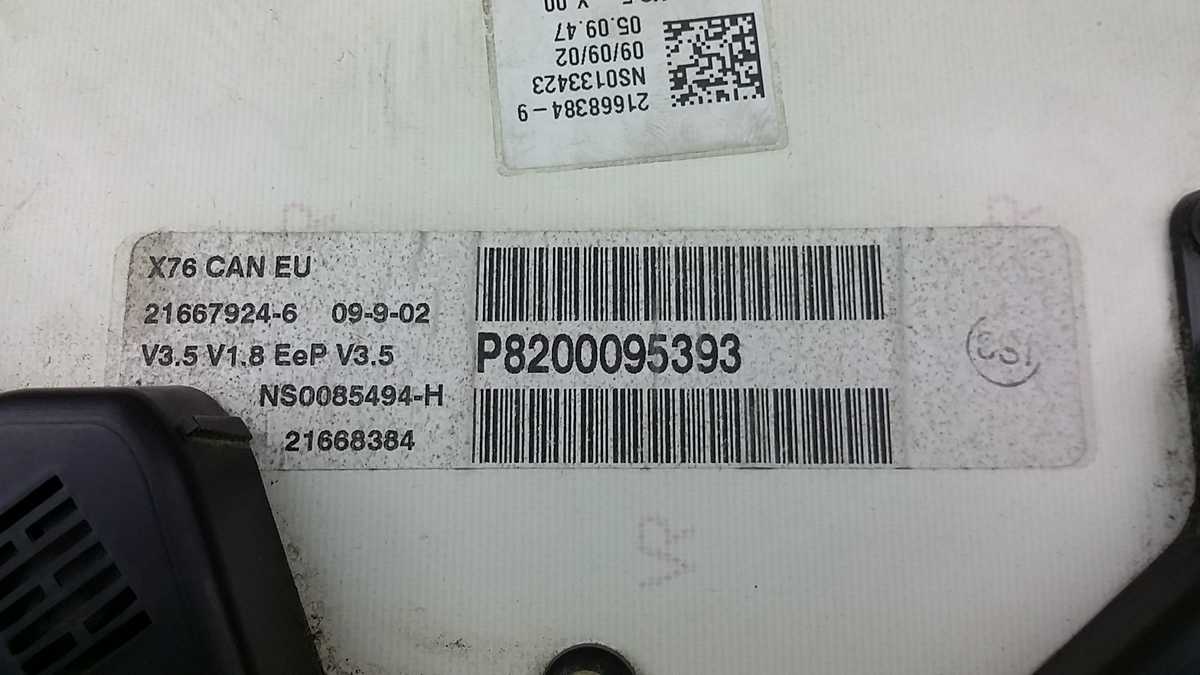 21668384-9
NS0133423
09/09/02
05.09.47
X76 CAN EU
21667924-6 09-9-02
V3.5 V1.8 EeP V3.5
NS0085494-H
21668384
P8200095393